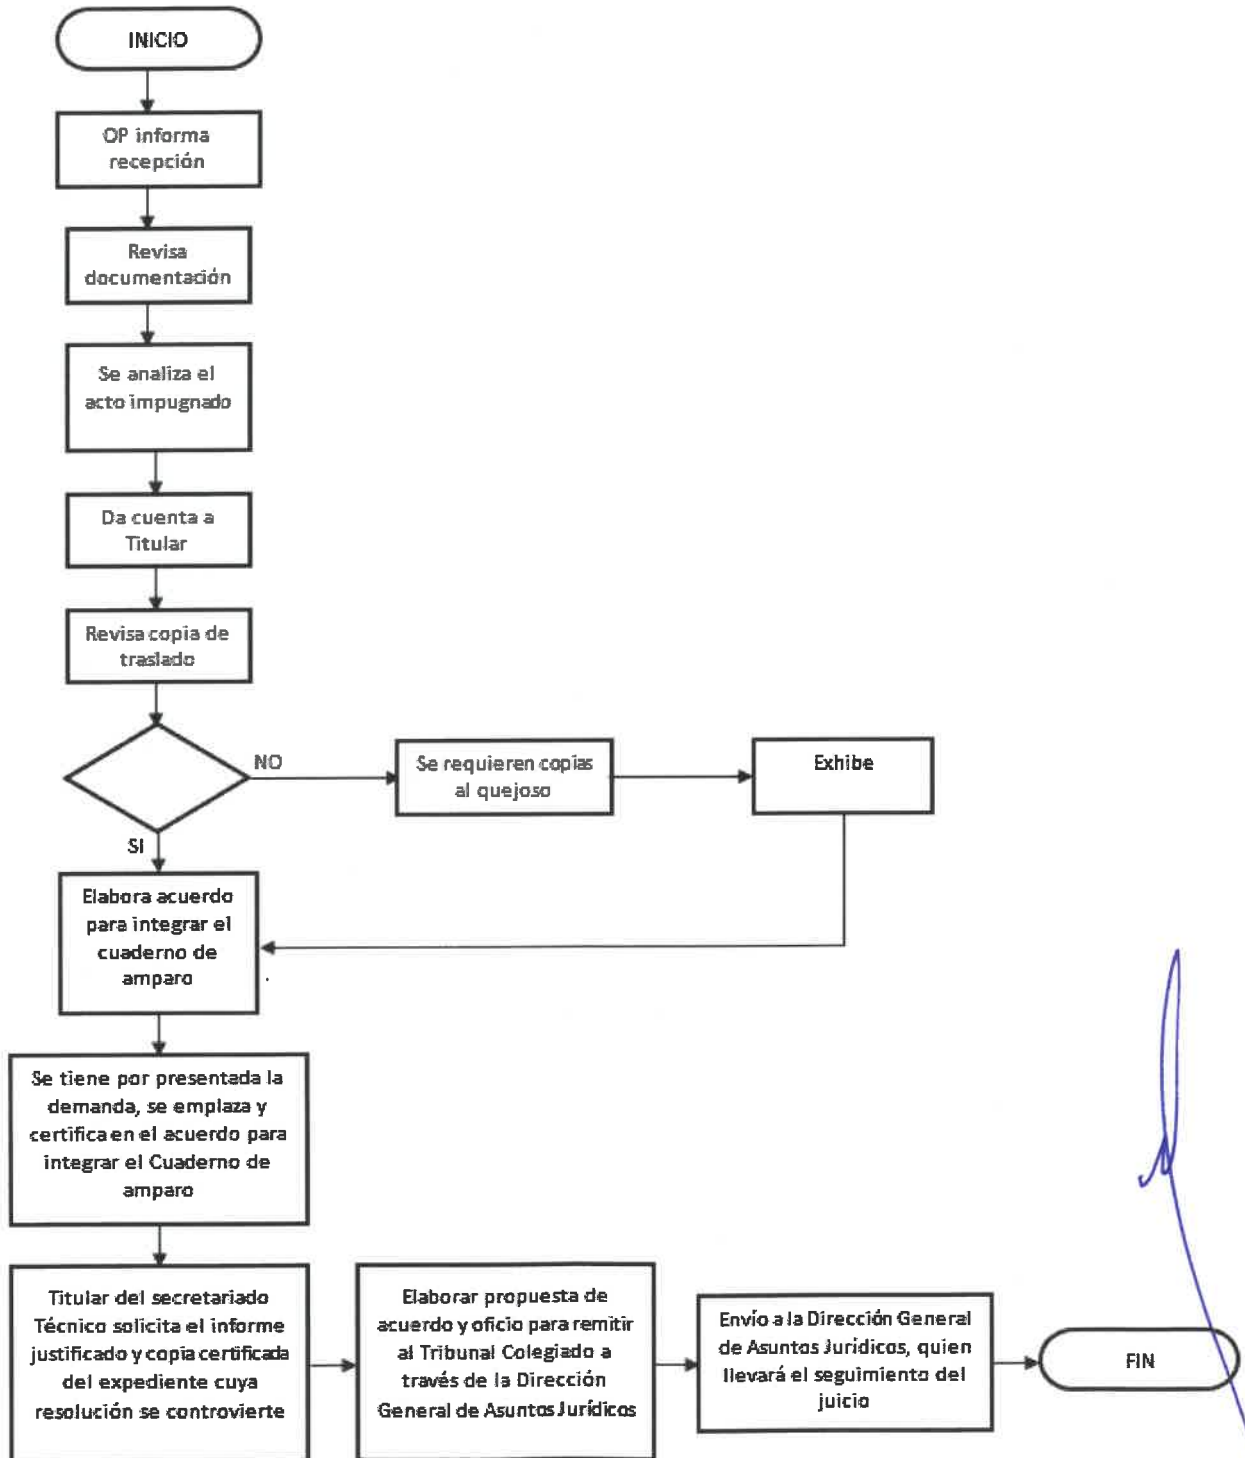 INICIO
OP informa
recepción
Revisa
documentación
Se analiza el
acto impugnado
Da cuenta a
Titular
Revisa copia de
traslado
NO
Se requieren copias
al quejoso
Exhibe
SI
Elabora acuerdo
para integrar el
cuaderno de
amparo
Se tiene por presentada la
demanda, se emplaza y
certifica en el acuerdo para
integrar el Cuaderno de
amparo
Titular del secretariado
Técnico solicita el informe
justificado y copia certificada
del expediente cuya
resolución se controvierte
Elaborar propuesta de
acuerdo y oficio para remitir
al Tribunal Colegiado a
través de la Dirección
General de Asuntos Jurídicos
Envío a la Dirección General
de Asuntos Jurídicos, quien
llevará el seguimiento del
juicio
FIN